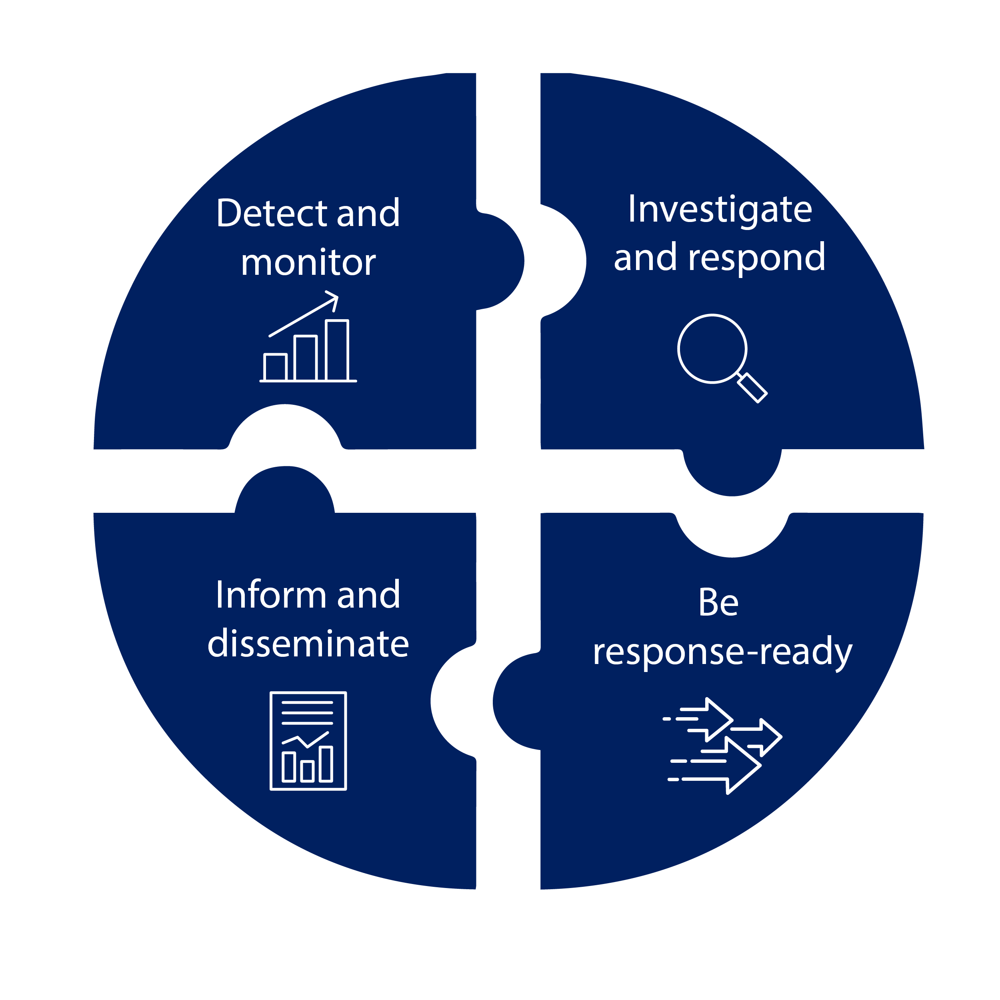 Detect and
monitor
Investigate
and respond
Inform and
disseminate
Be
response-ready